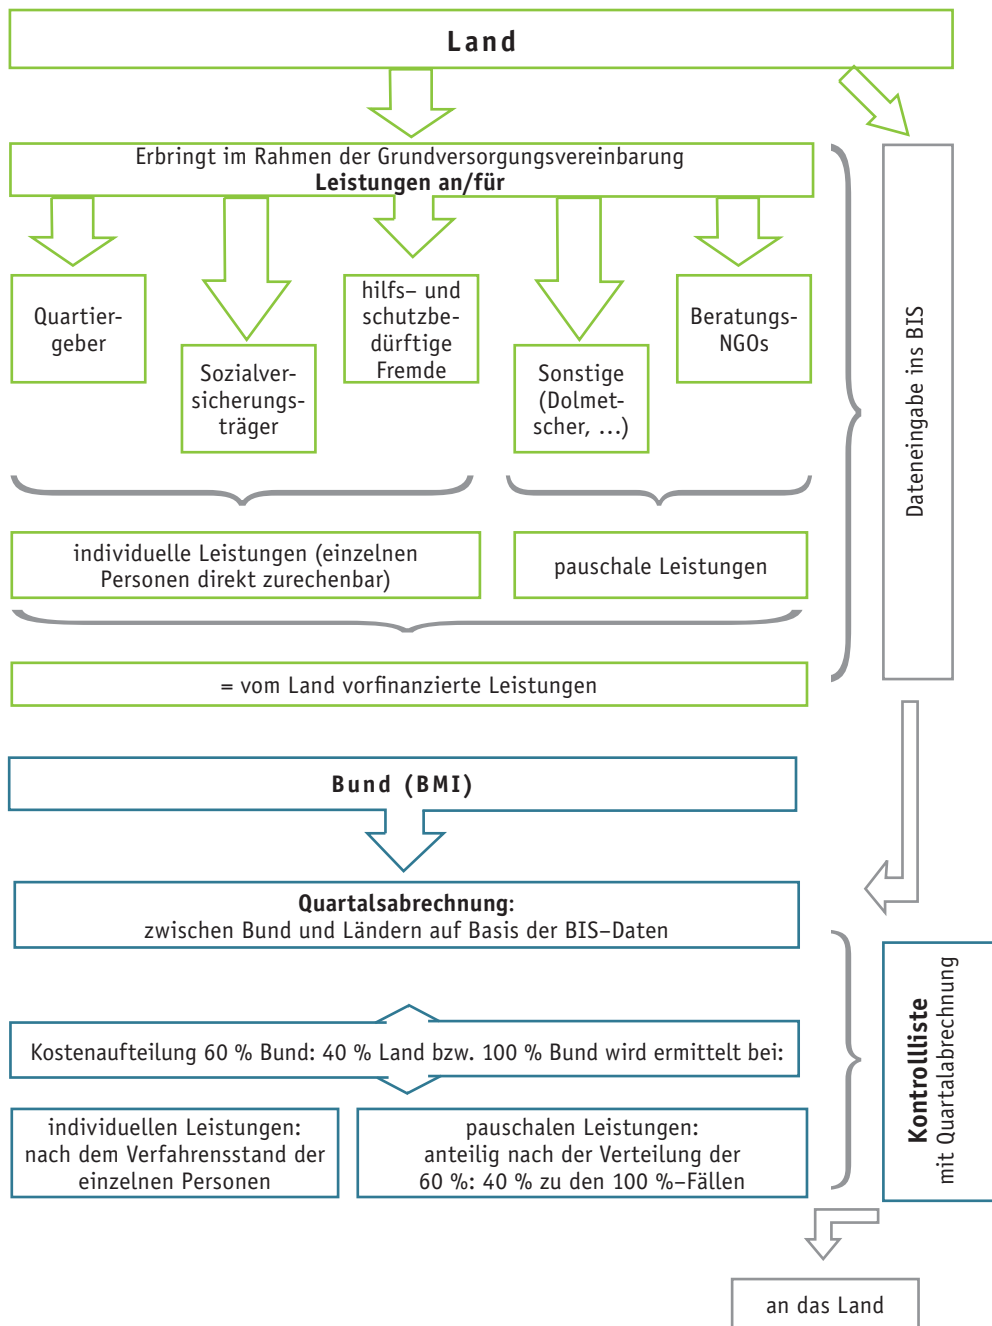 Land
Erbringt im Rahmen der Grundversorgungsvereinbarung
Leistungen an/für
Quartier-
geber
Sozialver-
sicherungs-
träger
hilfs– und
schutzbe-
dürftige
Fremde
Sonstige
(Dolmet-
scher, ...)
Beratungs-
NGOs
Dateneingabe ins BIS
individuelle Leistungen (einzelnen
Personen direkt zurechenbar)
pauschale Leistungen
= vom Land vorfinanzierte Leistungen
Bund (BMI)
Quartalsabrechnung:
zwischen Bund und Ländern auf Basis der BIS–Daten
Kostenaufteilung 60 % Bund: 40 % Land bzw. 100 % Bund wird ermittelt bei:
individuellen Leistungen:
nach dem Verfahrensstand der
einzelnen Personen
pauschalen Leistungen:
anteilig nach der Verteilung der
60 %: 40 % zu den 100 %–Fällen
Kontrollliste
mit Quartalabrechnung
an das Land